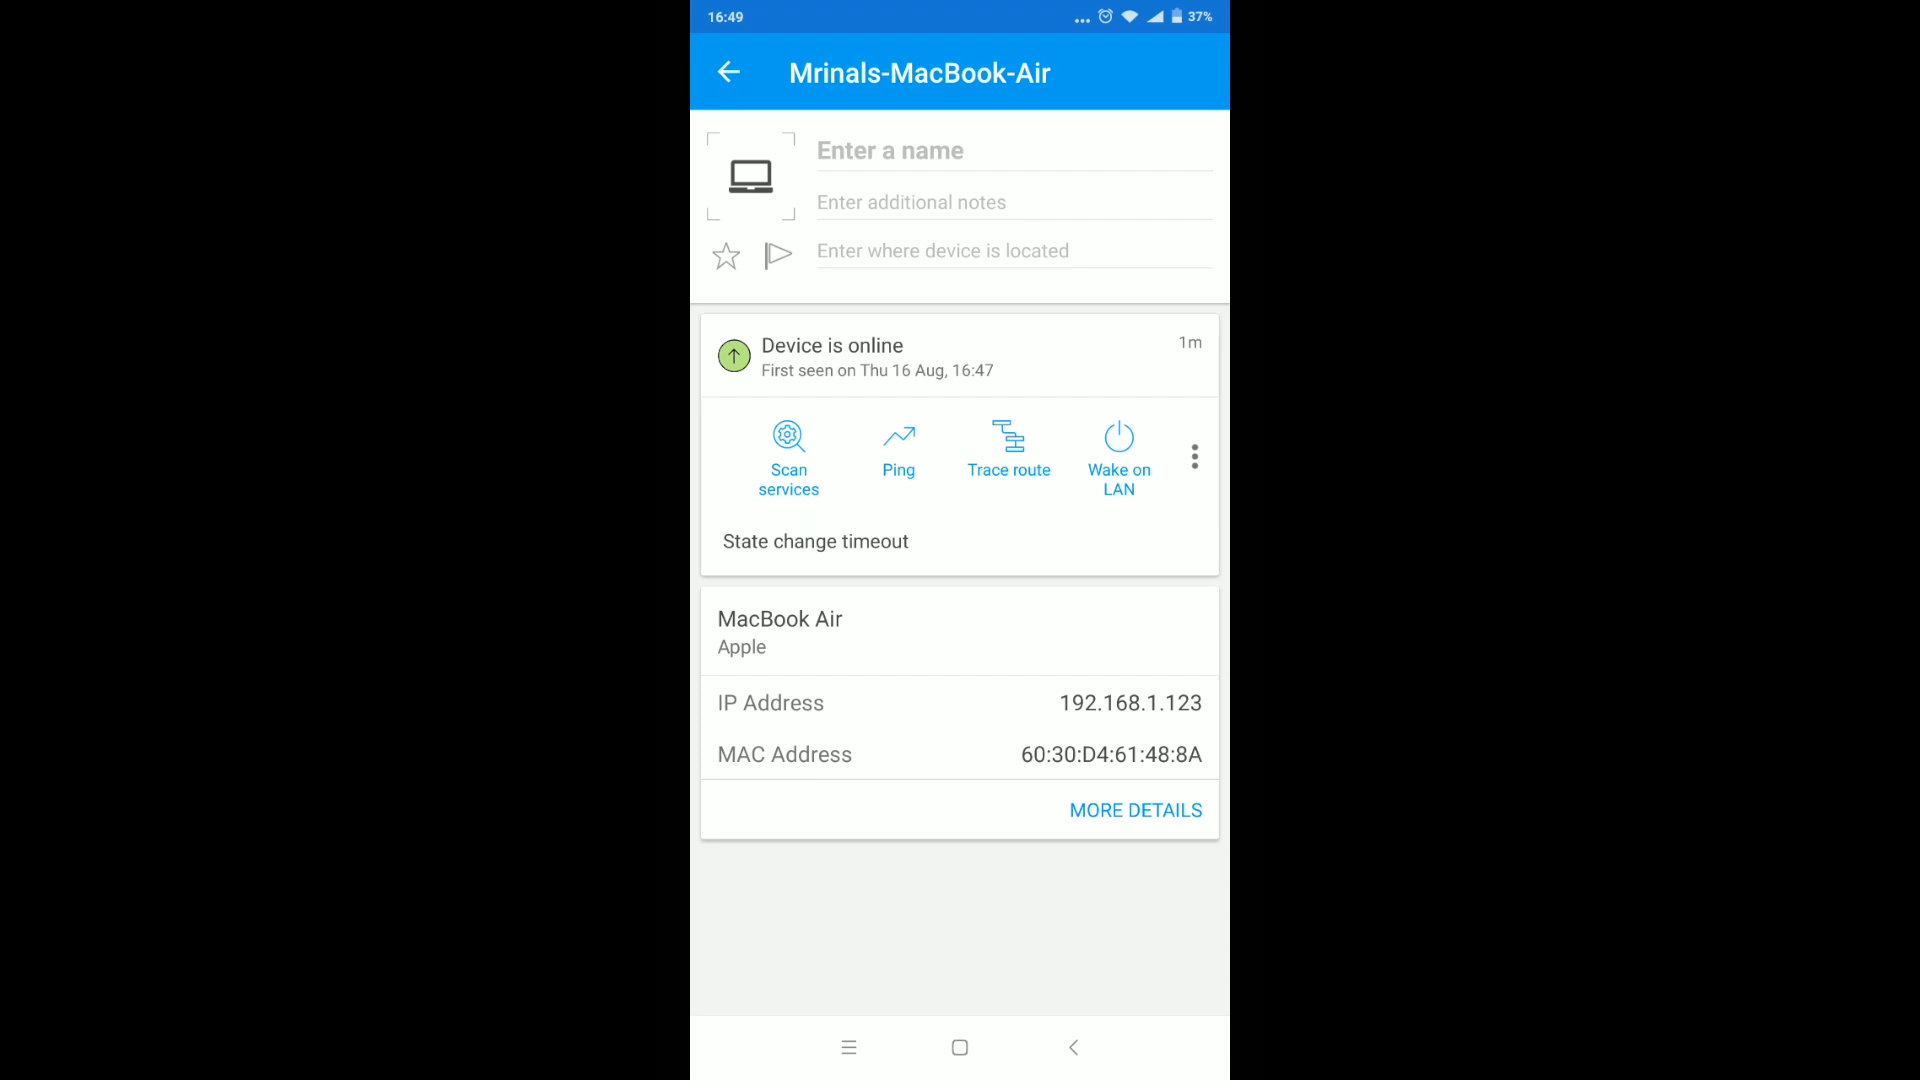 16:49
37%
Mrinals-MacBook-Air
Enter a name
Enter additional notes
Enter where device is located
Device is online
1m
First seen on Thu 16 Aug, 16:47
Scan services
Ping
Trace route
Wake on LAN
State change timeout
MacBook Air
Apple
IP Address 192.168.1.123
MAC Address 60:30:D4:61:48:8A
MORE DETAILS